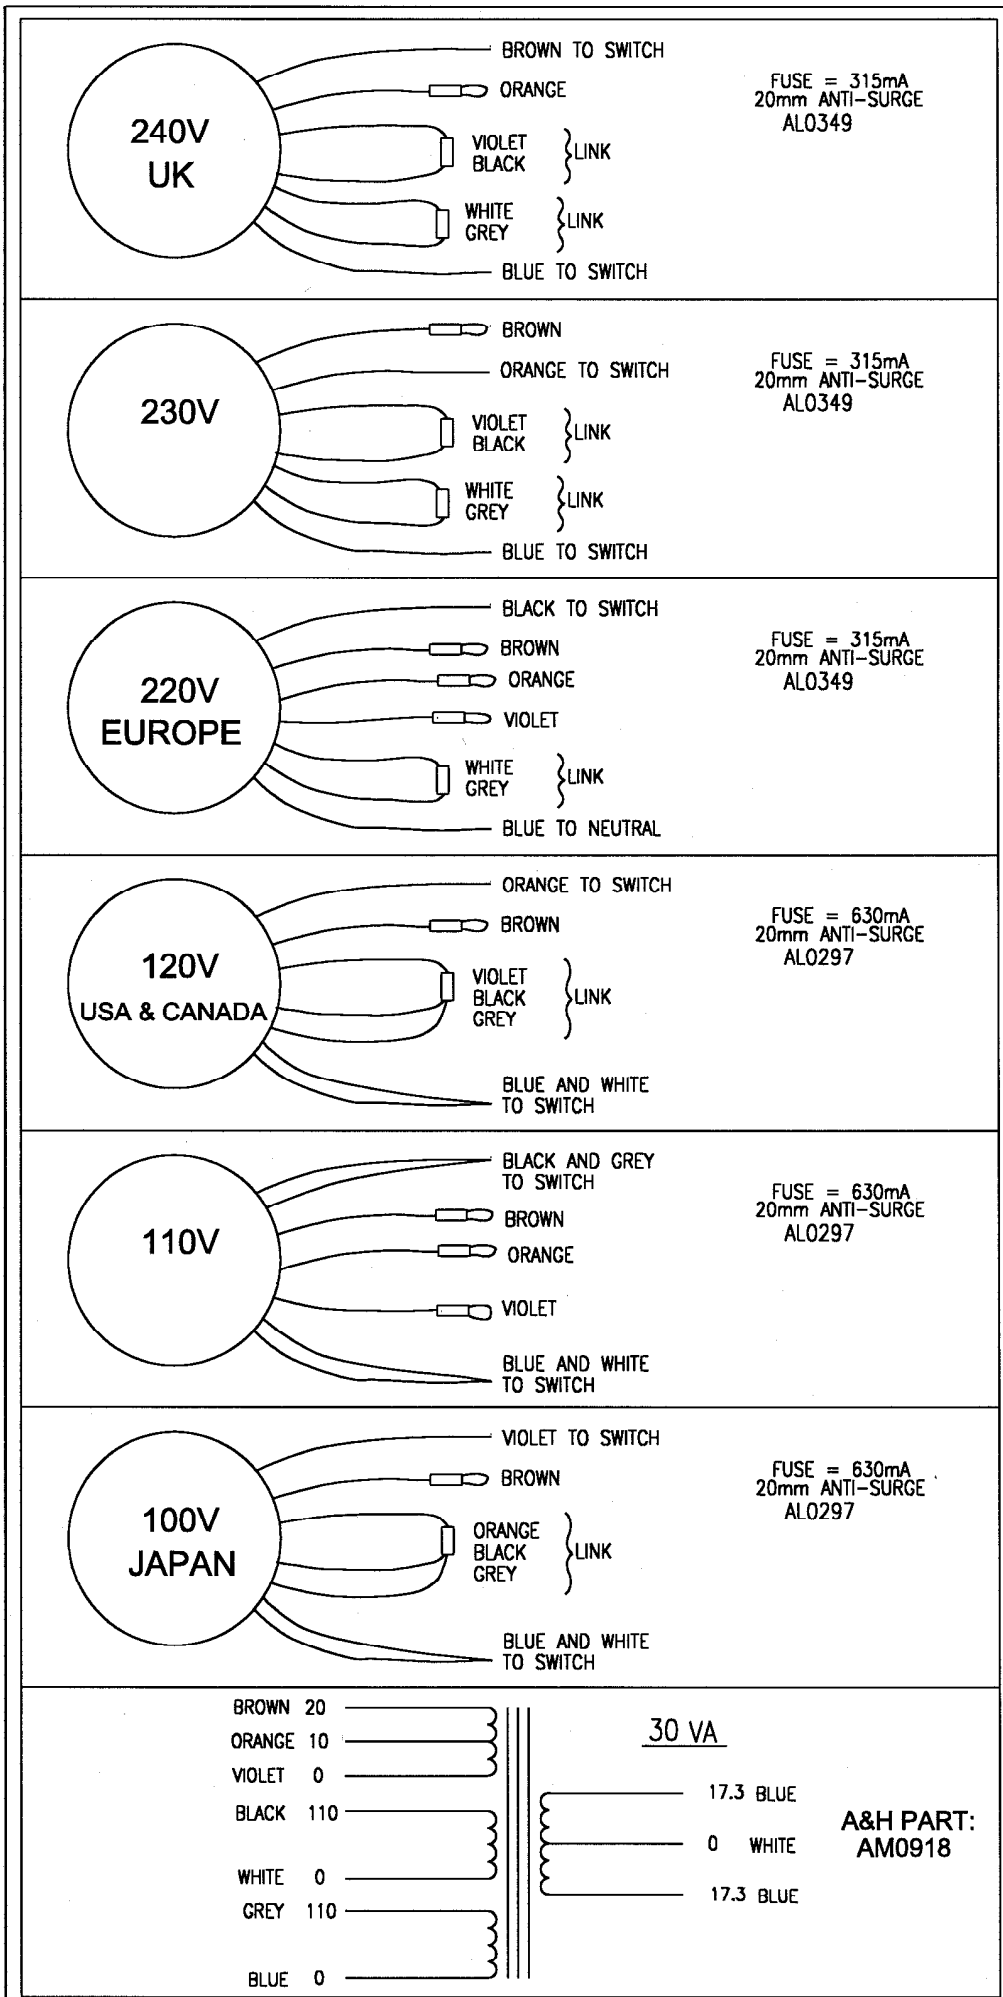 240V
UK
BROWN TO SWITCH
ORANGE
VIOLET
BLACK
LINK
WHITE
GREY
LINK
BLUE TO SWITCH
FUSE = 315mA
20mm ANTI-SURGE
AL0349
230V
BROWN
ORANGE TO SWITCH
VIOLET
BLACK
LINK
WHITE
GREY
LINK
BLUE TO SWITCH
FUSE = 315mA
20mm ANTI-SURGE
AL0349
220V
EUROPE
BLACK TO SWITCH
BROWN
ORANGE
VIOLET
WHITE
GREY
LINK
BLUE TO NEUTRAL
FUSE = 315mA
20mm ANTI-SURGE
AL0349
120V
USA & CANADA
ORANGE TO SWITCH
BROWN
VIOLET
BLACK
GREY
LINK
BLUE AND WHITE
TO SWITCH
FUSE = 630mA
20mm ANTI-SURGE
AL0297
110V
BLACK AND GREY
TO SWITCH
BROWN
ORANGE
VIOLET
BLUE AND WHITE
TO SWITCH
FUSE = 630mA
20mm ANTI-SURGE
AL0297
100V
JAPAN
VIOLET TO SWITCH
BROWN
ORANGE
BLACK
GREY
LINK
BLUE AND WHITE
TO SWITCH
FUSE = 630mA
20mm ANTI-SURGE
AL0297
BROWN 20
ORANGE 10
VIOLET 0
BLACK 110
WHITE 0
GREY 110
BLUE 0
30 VA
17.3 BLUE
0 WHITE
17.3 BLUE
A&H PART:
AM0918